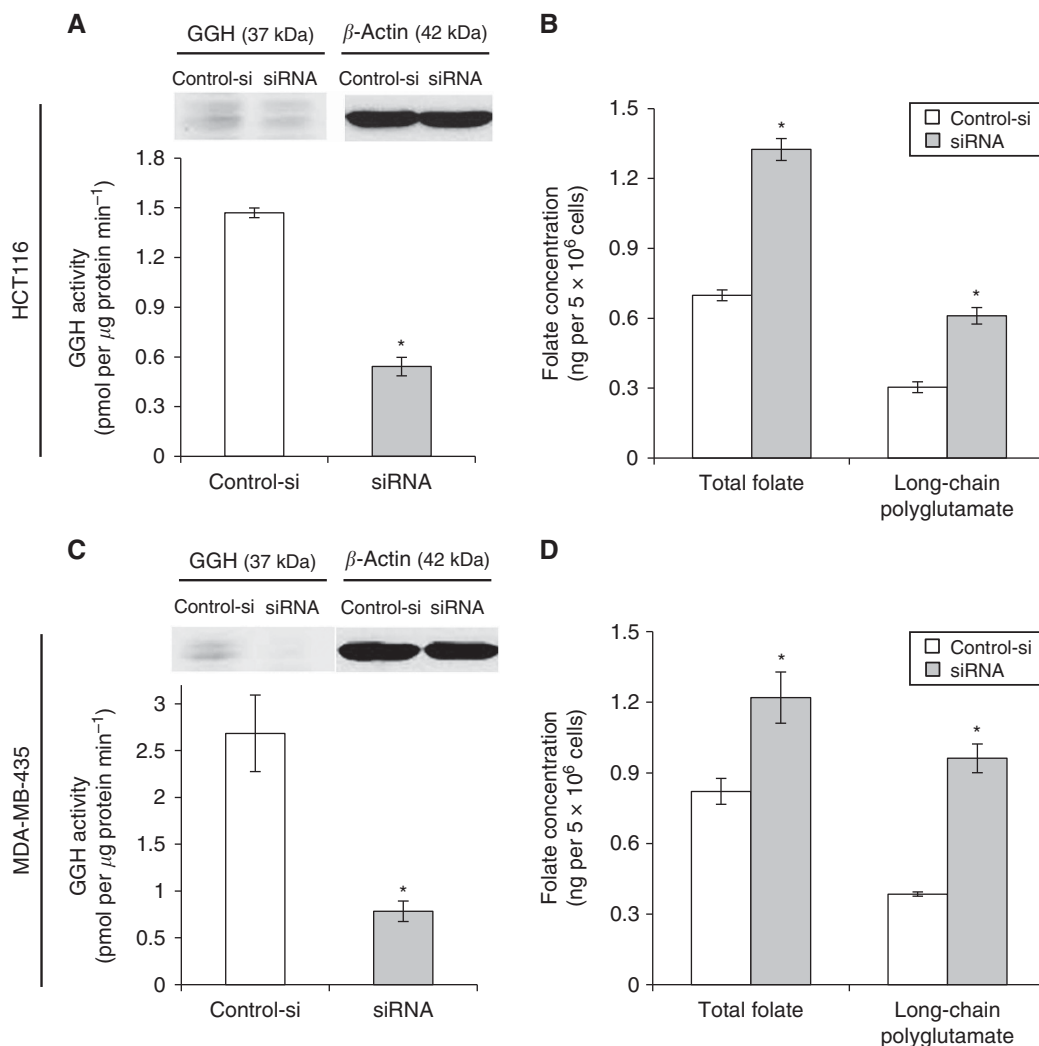 A
GGH (37 kDa) β-Actin (42 kDa)
Control-si siRNA Control-si siRNA
HCT116
GGH activity
(pmol per μg protein min⁻¹)
1.8
1.5
1.2
0.9
0.6
0.3
0
*
Control-si siRNA
B
Control-si
siRNA
Folate concentration
(ng per 5 × 10⁶ cells)
1.5
1.2
0.9
0.6
0.3
0
*
*
Total folate Long-chain
polyglutamate
C
GGH (37 kDa) β-Actin (42 kDa)
Control-si siRNA Control-si siRNA
MDA-MB-435
GGH activity
(pmol per μg protein min⁻¹)
3
2.5
2
1.5
1
0.5
0
*
Control-si siRNA
D
Control-si
siRNA
Folate concentration
(ng per 5 × 10⁶ cells)
1.5
1.2
0.9
0.6
0.3
0
*
*
Total folate Long-chain
polyglutamate